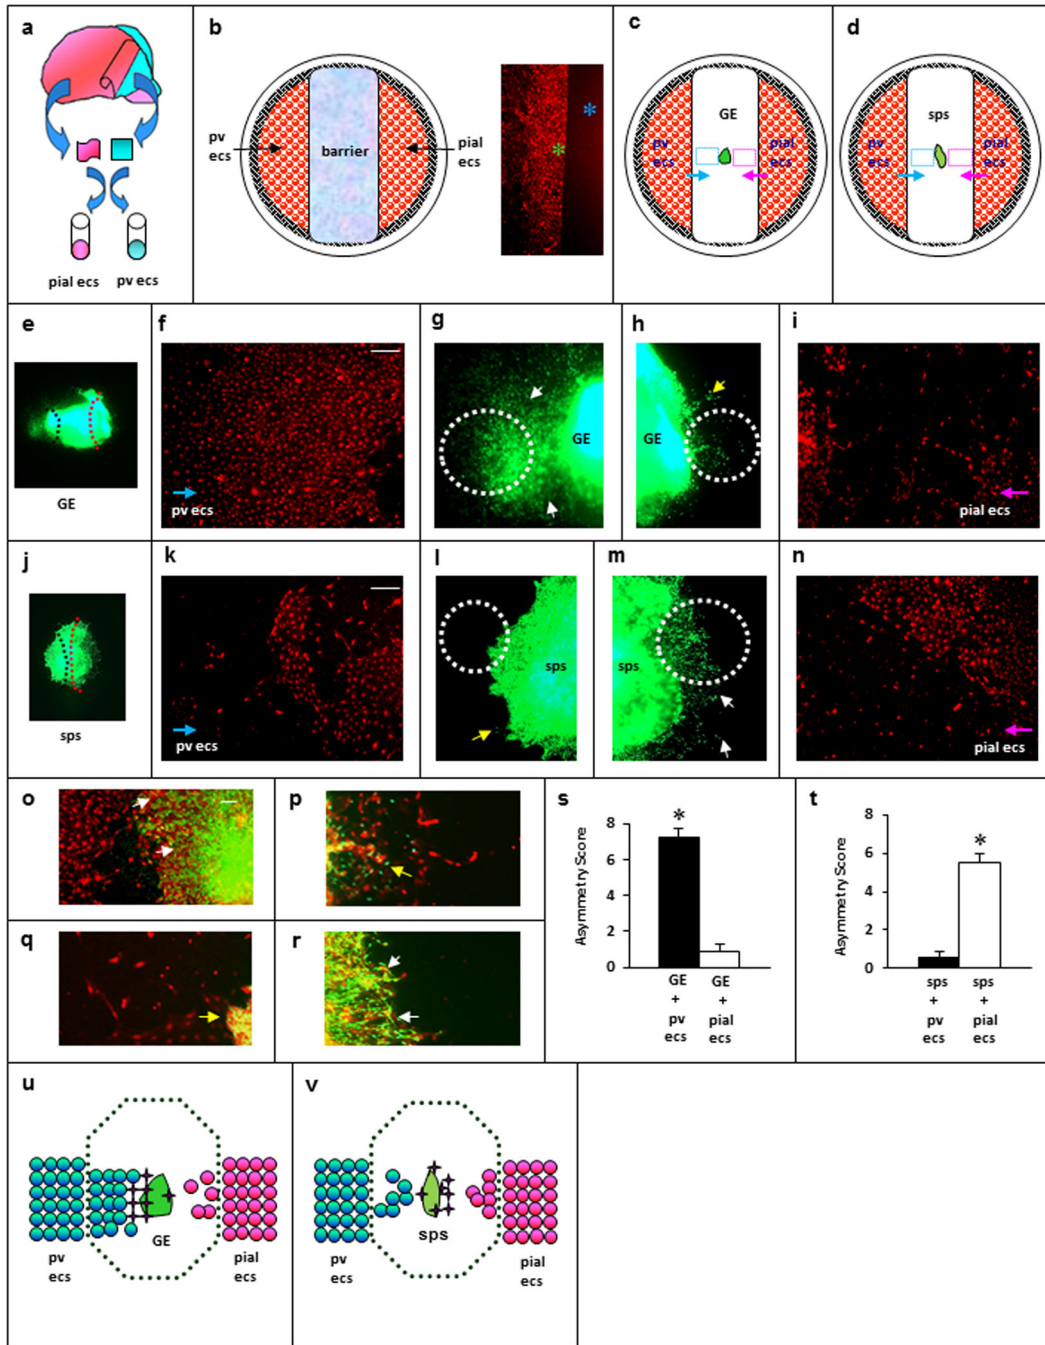 a
pial ecs
pv ecs
b
pv
ecs
barrier
pial
ecs
*
*
c
GE
pv
ecs
pial
ecs
d
sps
pv
ecs
pial
ecs
e
GE
f
pv ecs
g
GE
h
GE
i
pial ecs
j
sps
k
pv ecs
l
sps
m
sps
n
pial ecs
o
p
q
r
s
Asymmetry Score
8
6
4
2
0
*
GE
+
pv
ecs
GE
+
pial
ecs
t
Asymmetry Score
8
6
4
2
0
*
sps
+
pv
ecs
sps
+
pial
ecs
u
GE
pv
ecs
pial
ecs
v
sps
pv
ecs
pial
ecs